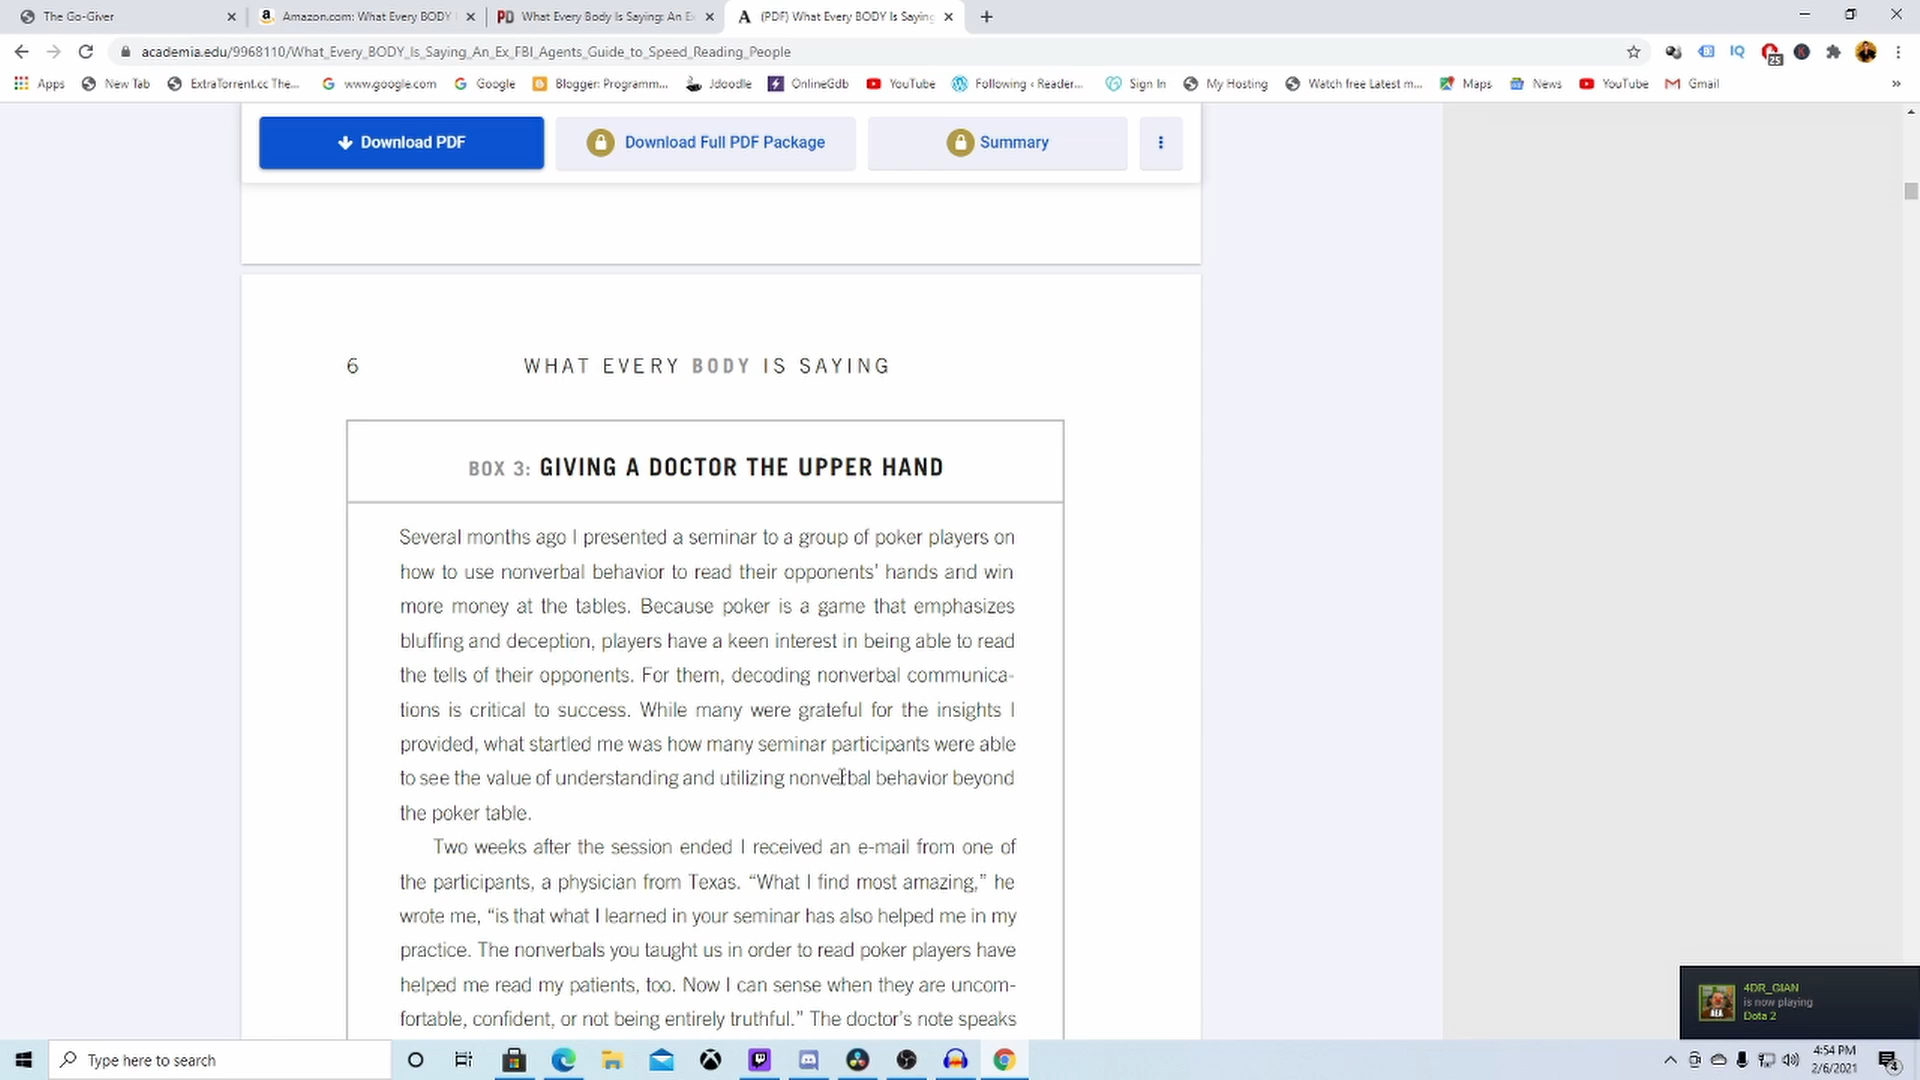 The Go-Giver
Amazon.com: What Every BODY
What Every Body Is Saying: An E
(PDF) What Every BODY Is Saying
academia.edu/9968110/What_Every_BODY_Is_Saying_An_Ex_FBI_Agents_Guide_to_Speed_Reading_People
25
Apps
New Tab
ExtraTorrent.cc The...
www.google.com
Google
Blogger: Programm...
Jdoodle
OnlineGdb
YouTube
Following ‹ Reader...
Sign In
My Hosting
Watch free Latest m...
Maps
News
YouTube
Gmail
Download PDF
Download Full PDF Package
Summary
6
WHAT EVERY BODY IS SAYING
BOX 3: GIVING A DOCTOR THE UPPER HAND
Several months ago I presented a seminar to a group of poker players on
how to use nonverbal behavior to read their opponents’ hands and win
more money at the tables. Because poker is a game that emphasizes
bluffing and deception, players have a keen interest in being able to read
the tells of their opponents. For them, decoding nonverbal communica-
tions is critical to success. While many were grateful for the insights I
provided, what startled me was how many seminar participants were able
to see the value of understanding and utilizing nonverbal behavior beyond
the poker table.
Two weeks after the session ended I received an e-mail from one of
the participants, a physician from Texas. “What I find most amazing,” he
wrote me, “is that what I learned in your seminar has also helped me in my
practice. The nonverbals you taught us in order to read poker players have
helped me read my patients, too. Now I can sense when they are uncom-
fortable, confident, or not being entirely truthful.” The doctor’s note speaks
4DR_GIAN
is now playing
Dota 2
Type here to search
4:54 PM
2/6/2021
4